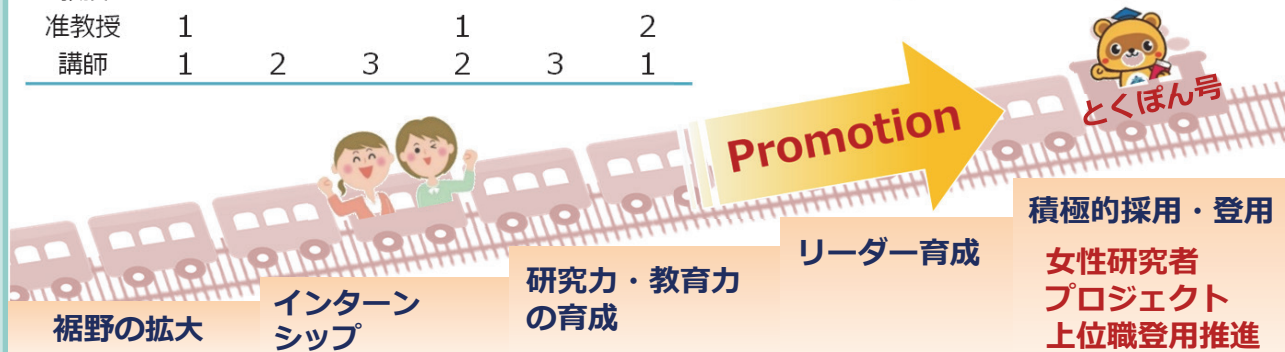 准教授 1 1 2
講師 1 2 3 2 3 1
とくぽん号
Promotion
積極的採用・登用
女性研究者
プロジェクト
上位職登用推進
リーダー育成
研究力・教育力
の育成
インターン
シップ
裾野の拡大